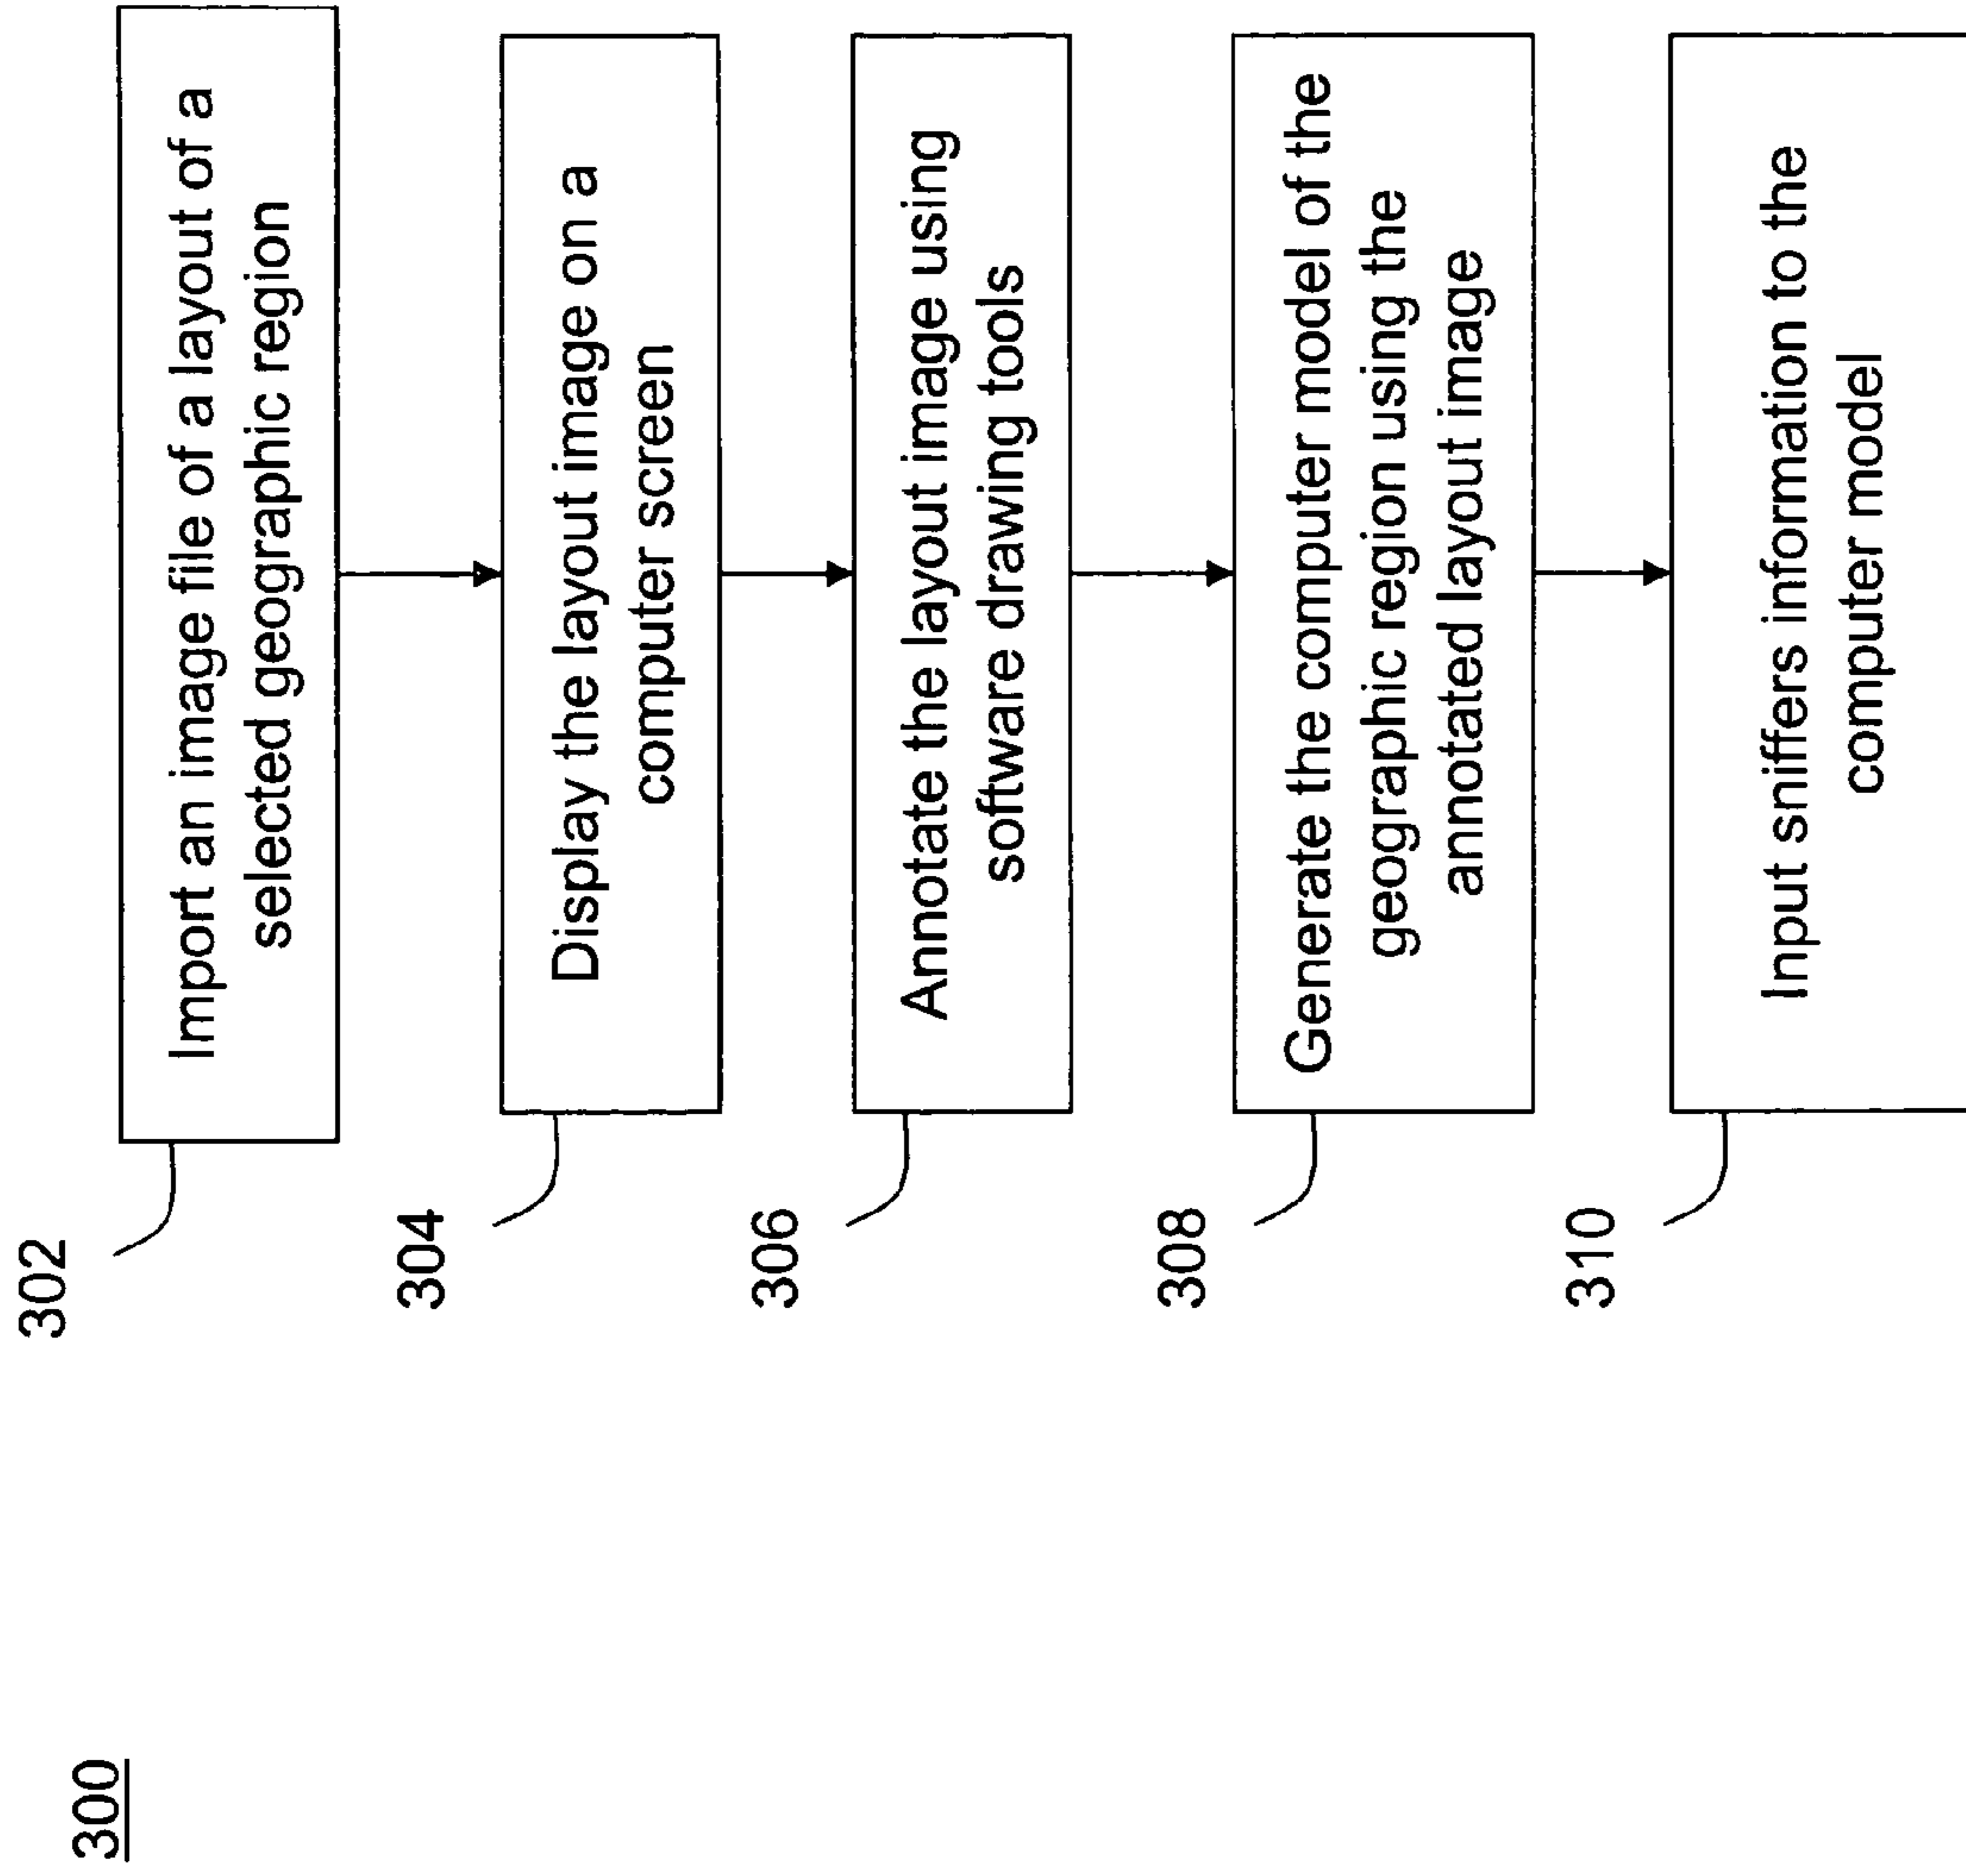 300
302
Import an image file of a layout of a
selected geographic region
304
Display the layout image on a
computer screen
306
Annotate the layout image using
software drawing tools
308
Generate the computer model of the
geographic region using the
annotated layout image
310
Input sniffers information to the
computer model